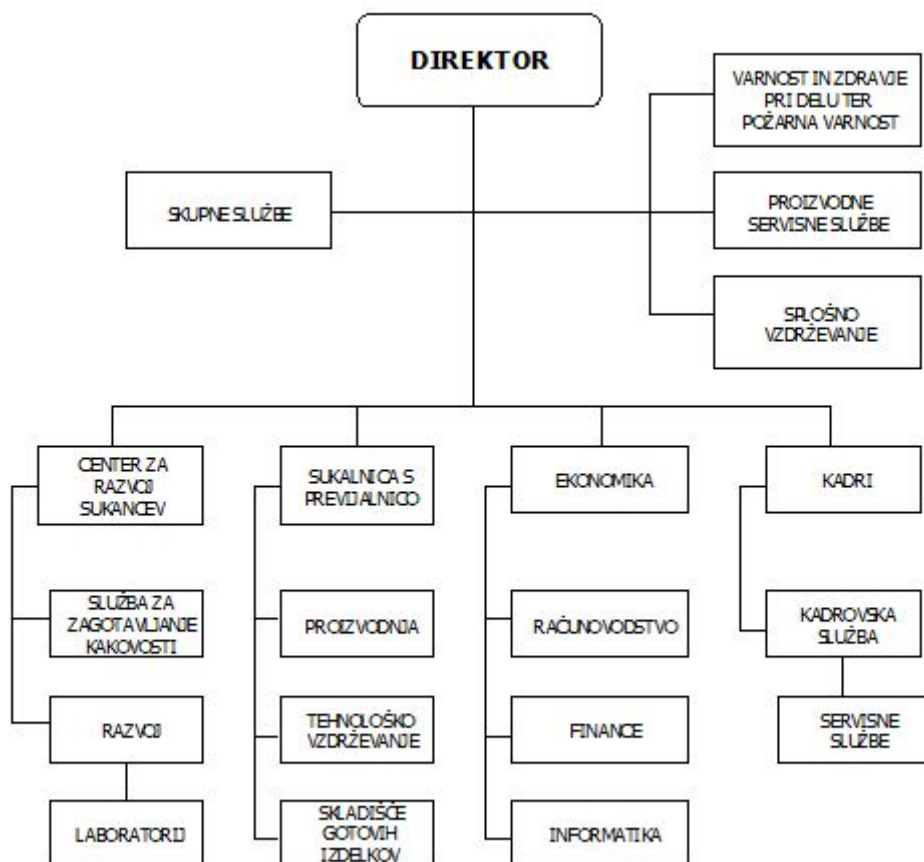 DIREKTOR
VARNOST IN ZDRAVJE
PRI DELU TER
POŽARNA VARNOST
SKUPNE SLUŽBE
PROIZVODNE
SERVISNE SLUŽBE
SPLOŠNO
VZDRŽEVANJE
CENTER ZA
RAZVOJ
SUKANCEV
SUKALNICA S
PREVIJALNICO
EKONOMIKA
KADRI
SLUŽBA ZA
ZAGOTAVLJANJE
KAKOVOSTI
PROIZVODNJA
RAČUNOVODSTVO
KADROVSKA
SLUŽBA
RAZVOJ
TEHNOLOŠKO
VZDRŽEVANJE
FINANCE
SERVISNE
SLUŽBE
LABORATORIJ
SKLADIŠČE
GOTOVIH
IZDELKOV
INFORMATIKA